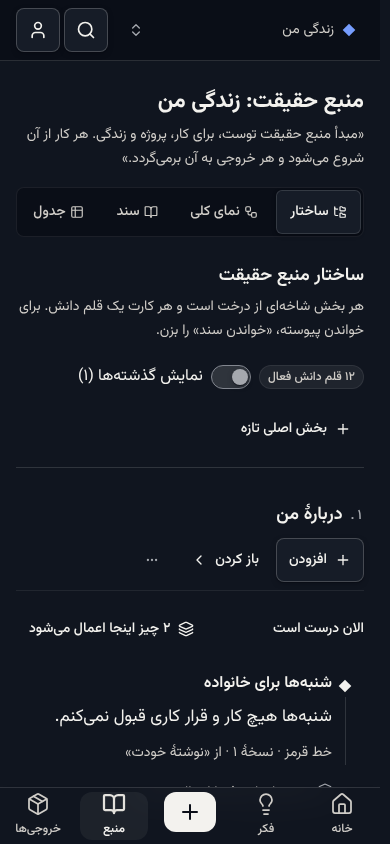 زندگی من
منبع حقیقت: زندگی من
«مبدأ منبع حقیقت توست، برای کار، پروژه و زندگی. هر کار از آن
شروع می‌شود و هر خروجی به آن برمی‌گردد.»
ساختار
نمای کلی
سند
جدول
ساختار منبع حقیقت
هر بخش شاخه‌ای از درخت است و هر کارت یک قلم دانش. برای
خواندن پیوسته، «خواندن سند» را بزن.
۱۲ قلم دانش فعال
نمایش گذشته‌ها (۱)
+ بخش اصلی تازه
۱. دربارهٔ من
+ افزودن
باز کردن
...
الان درست است
۲ چیز اینجا اعمال می‌شود
شنبه‌ها برای خانواده
شنبه‌ها هیچ کار و قرار کاری قبول نمی‌کنم.
خط قرمز · نسخهٔ ۱ · از «نوشتهٔ خودت»
خانه
فکر
منبع
خروجی‌ها